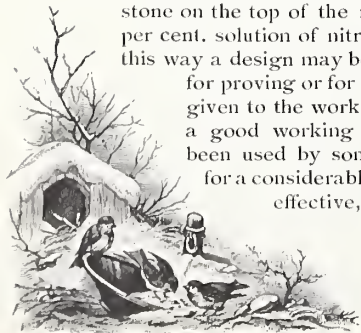 stone on the top of the
per cent. solution of nitr
this way a design may b
for proving or for
given to the work
a good working
been used by son
for a considerabl
effective,